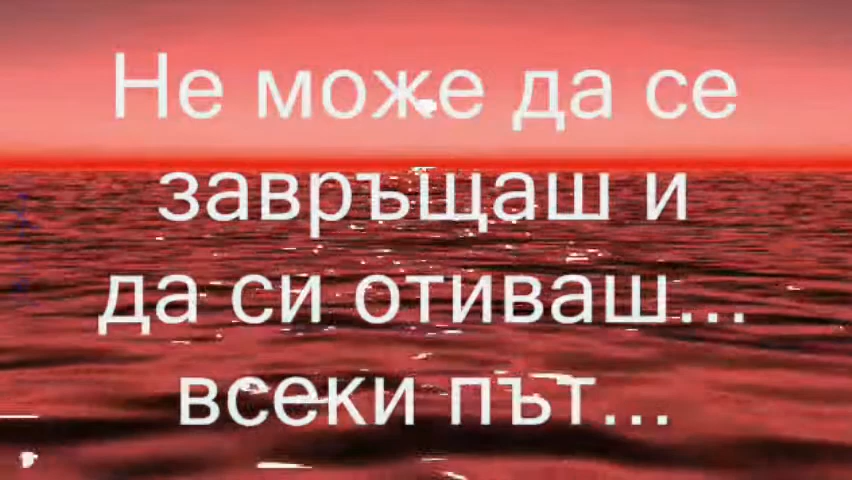 Не може да се
завръщаш и
да си отиваш...
всеки път...